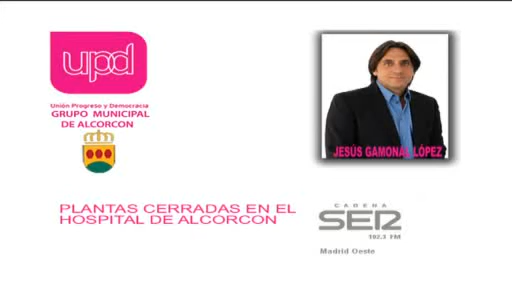 upd
Unión Progreso y Democracia
GRUPO MUNICIPAL
DE ALCORCON
JESÚS GAMONAL LÓPEZ
PLANTAS CERRADAS EN EL
HOSPITAL DE ALCORCON
CADENA
SER
102.3 FM
Madrid Oeste